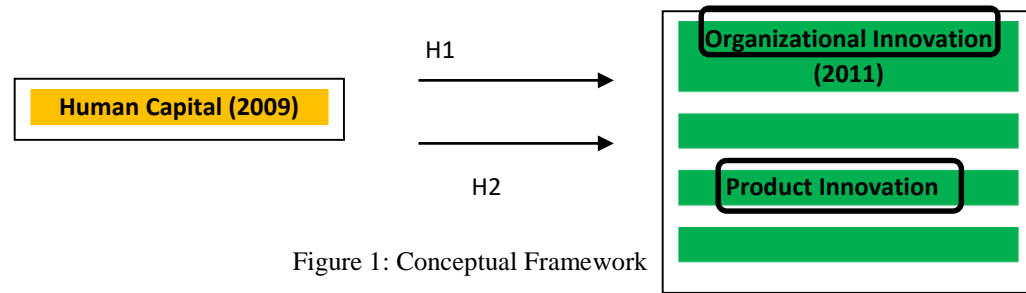 H1
Human Capital (2009)
H2
Organizational Innovation
(2011)
Product Innovation
Figure 1: Conceptual Framework